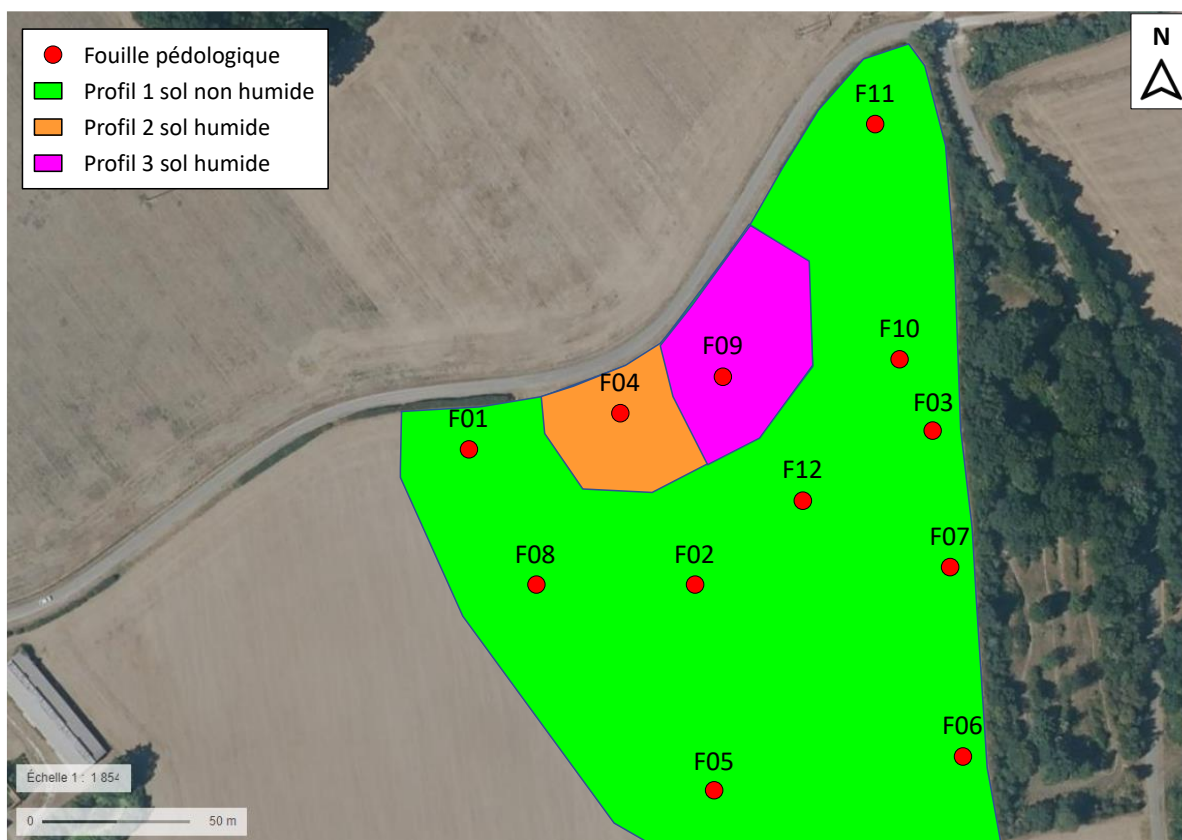 Fouille pédologique
Profil 1 sol non humide
Profil 2 sol humide
Profil 3 sol humide
N
F11
F10
F09
F04
F03
F01
F12
F07
F08
F02
F06
F05
Échelle 1 : 1 854
0 50 m